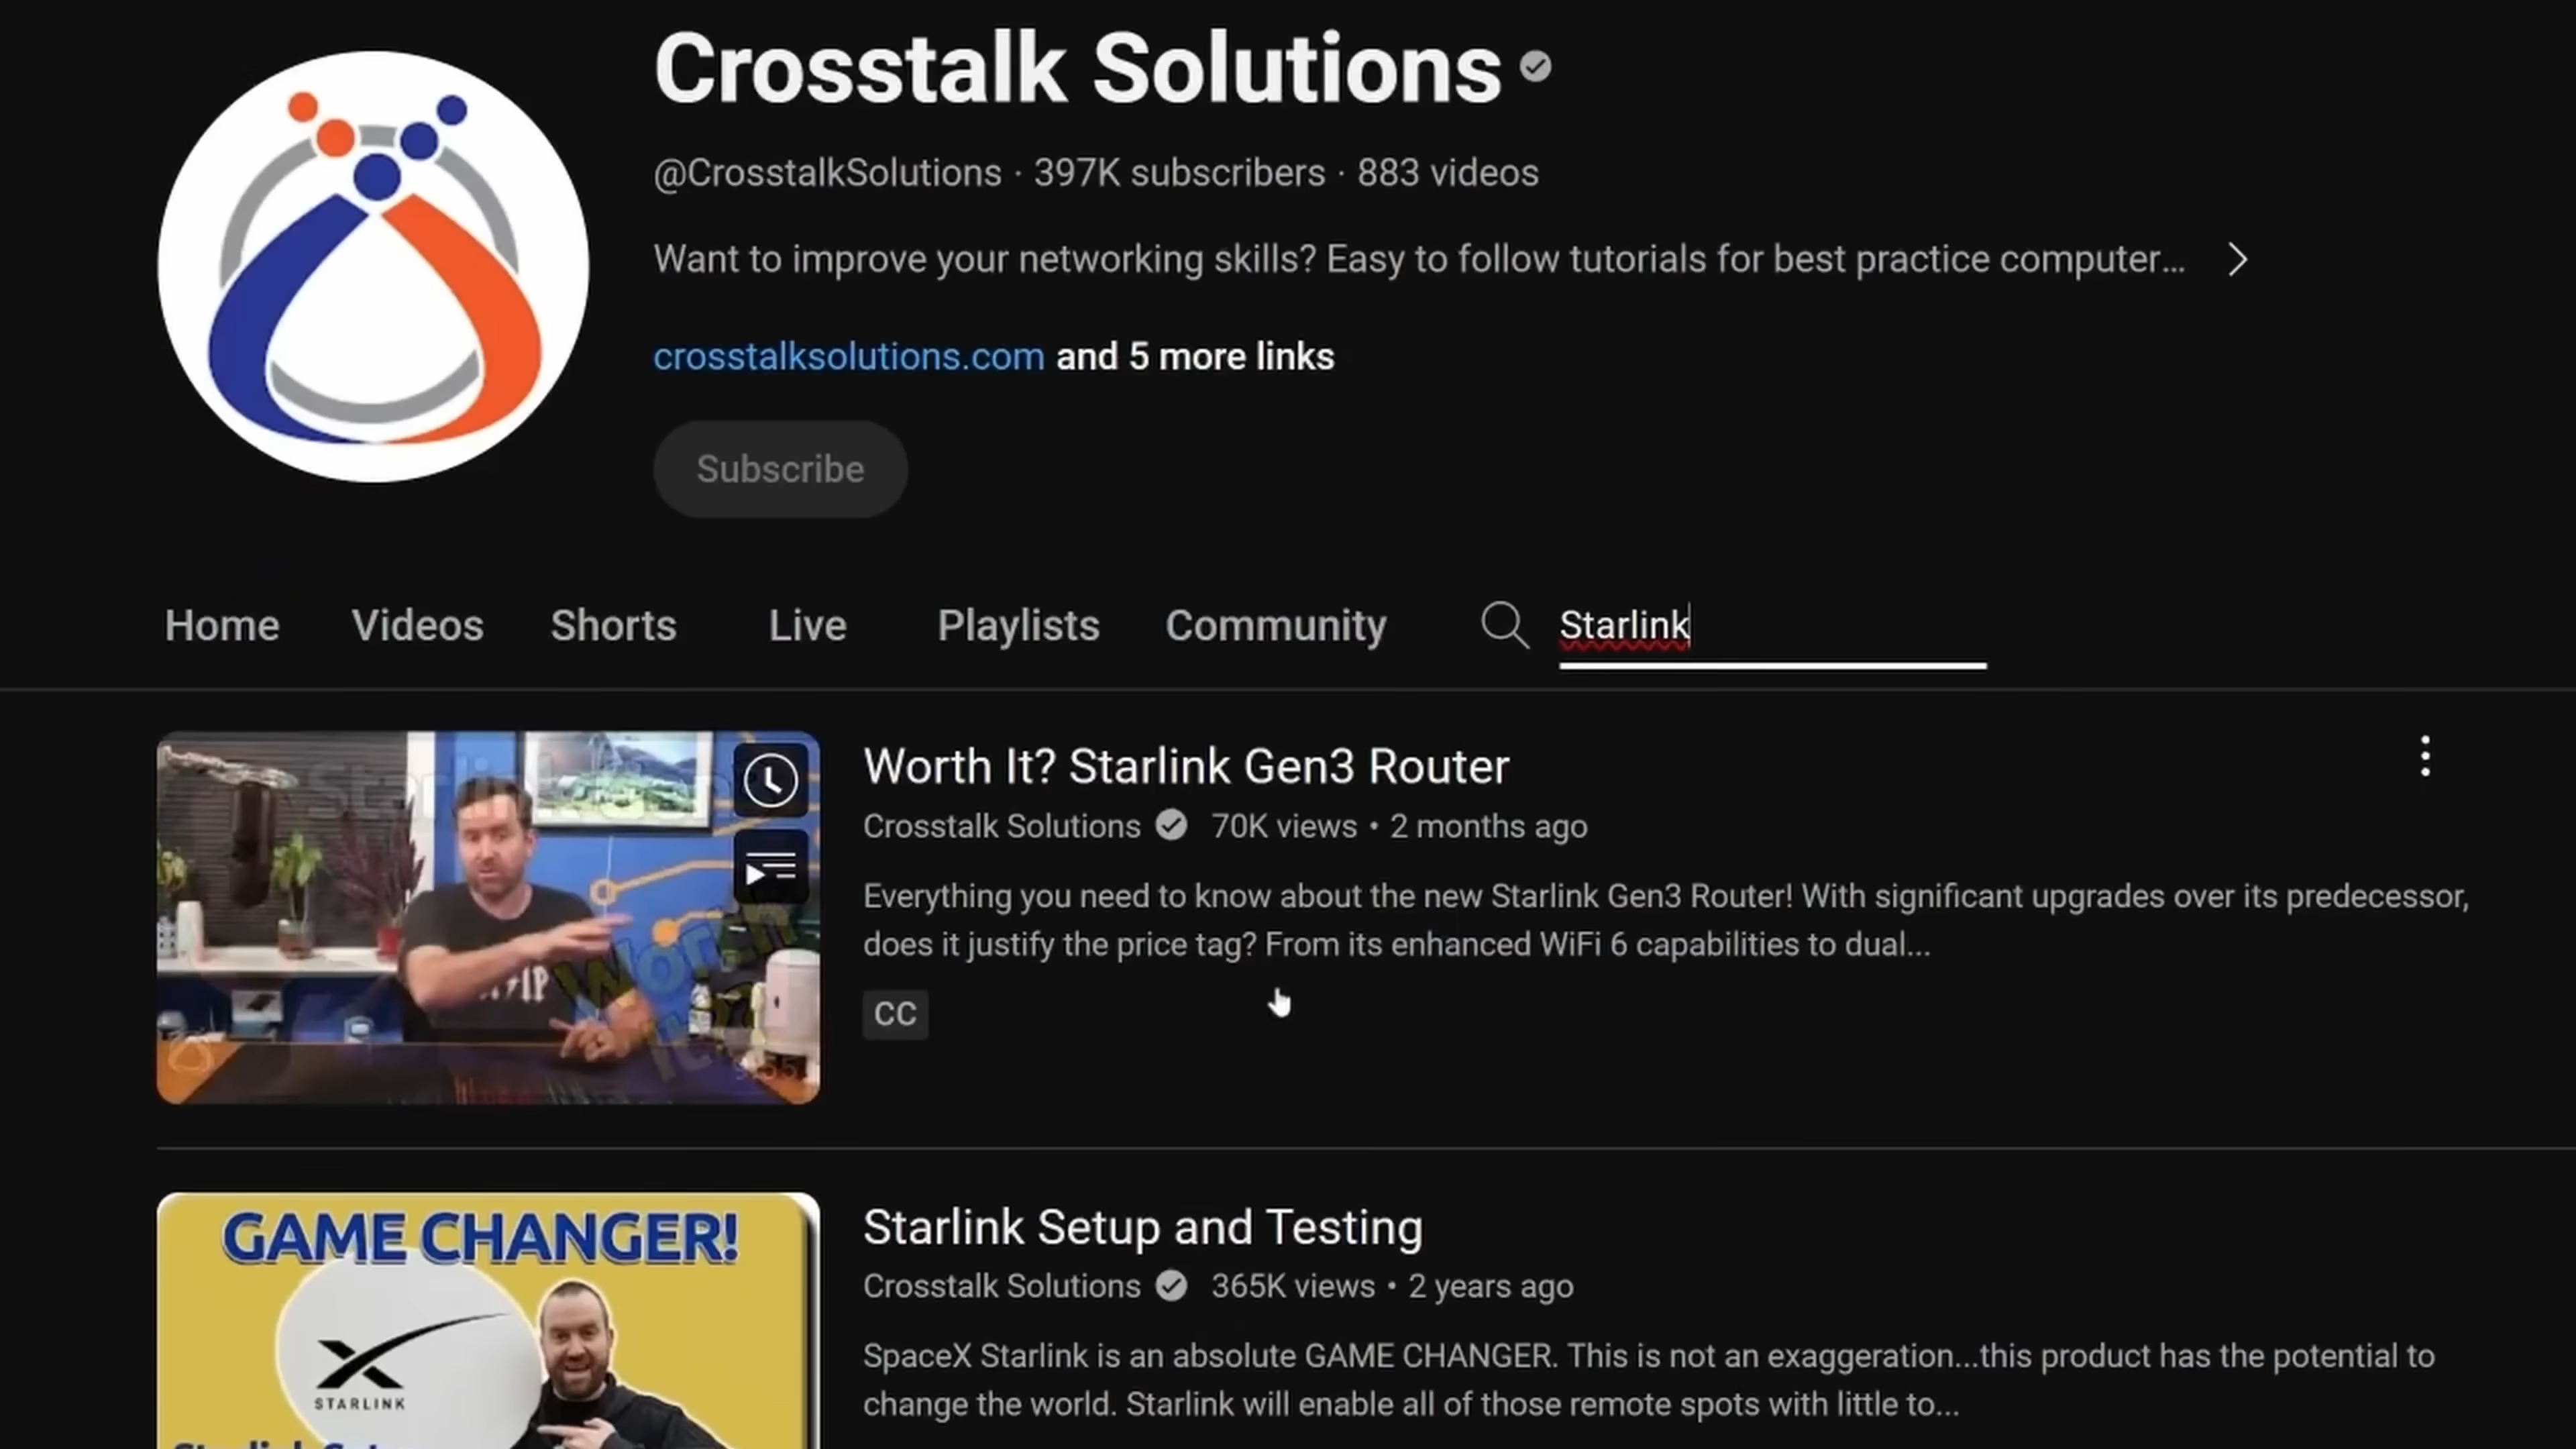 Crosstalk Solutions
@CrosstalkSolutions · 397K subscribers · 883 videos
Want to improve your networking skills? Easy to follow tutorials for best practice computer...
crosstalksolutions.com and 5 more links
Subscribe
Home Videos Shorts Live Playlists Community Starlink
Worth It? Starlink Gen3 Router
Crosstalk Solutions 70K views • 2 months ago
Everything you need to know about the new Starlink Gen3 Router! With significant upgrades over its predecessor,
does it justify the price tag? From its enhanced WiFi 6 capabilities to dual...
CC
Worth
It?
GAME CHANGER!
STARLINK
Starlink Setup and Testing
Crosstalk Solutions 365K views • 2 years ago
SpaceX Starlink is an absolute GAME CHANGER. This is not an exaggeration...this product has the potential to
change the world. Starlink will enable all of those remote spots with little to...